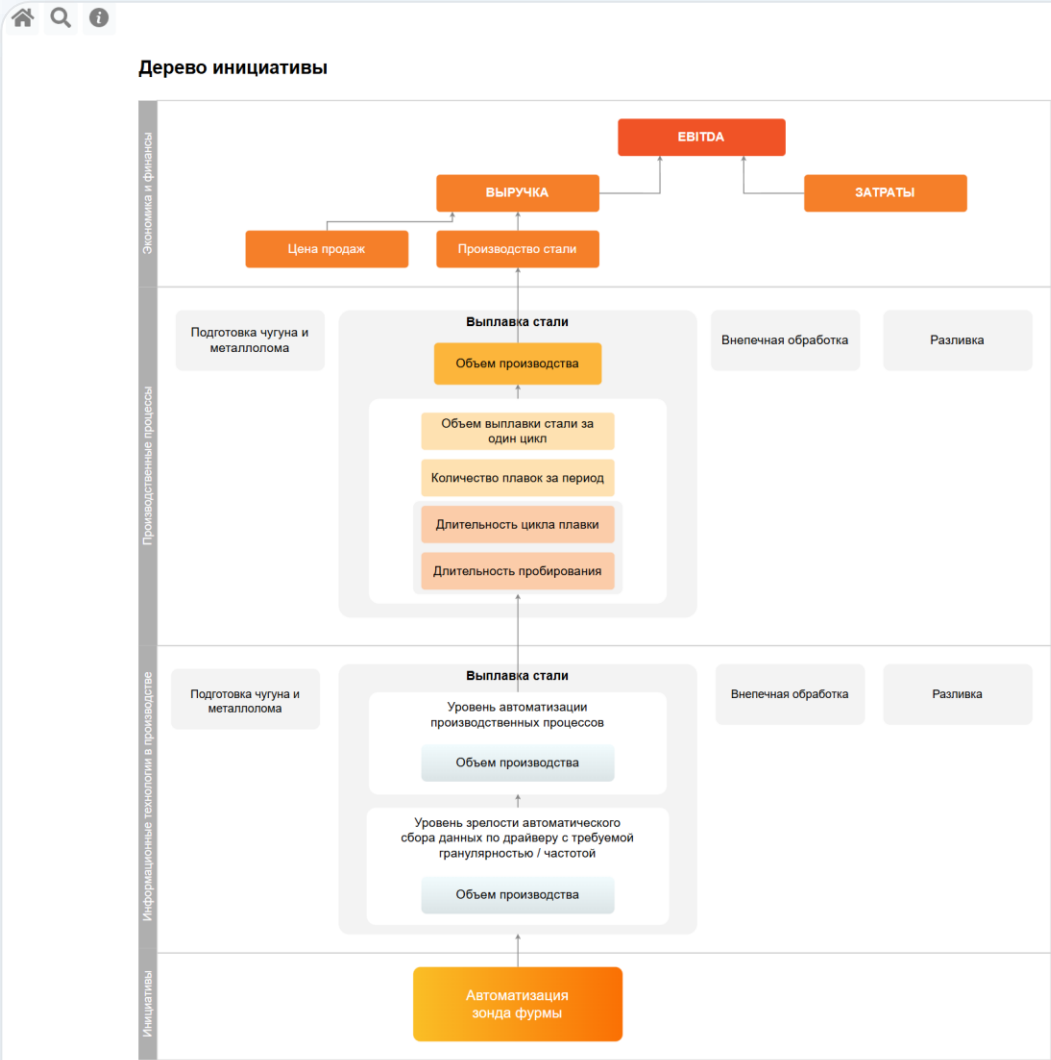 Дерево инициативы
Экономика и финансы
EBITDA
ВЫРУЧКА
ЗАТРАТЫ
Цена продаж
Производство стали
Производственные процессы
Подготовка чугуна и
металлолома
Выплавка стали
Объем производства
Объем выплавки стали за
один цикл
Количество плавок за период
Длительность цикла плавки
Длительность пробирования
Внепечная обработка
Разливка
Информационные технологии в производстве
Подготовка чугуна и
металлолома
Выплавка стали
Уровень автоматизации
производственных процессов
Объем производства
Уровень зрелости автоматического
сбора данных по драйверу с требуемой
гранулярностью / частотой
Объем производства
Внепечная обработка
Разливка
Инициативы
Автоматизация
зонда фурмы